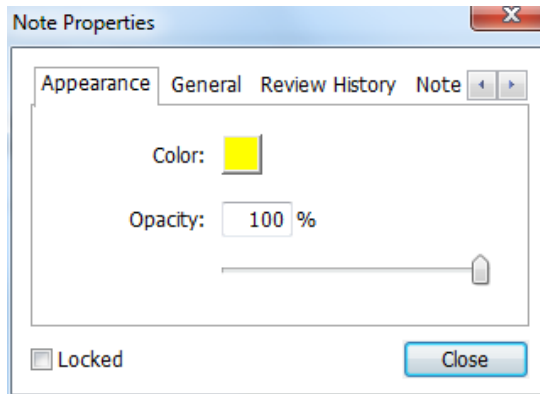 Note Properties
Appearance General Review History Note
Color:
Opacity: 100 %
Locked Close